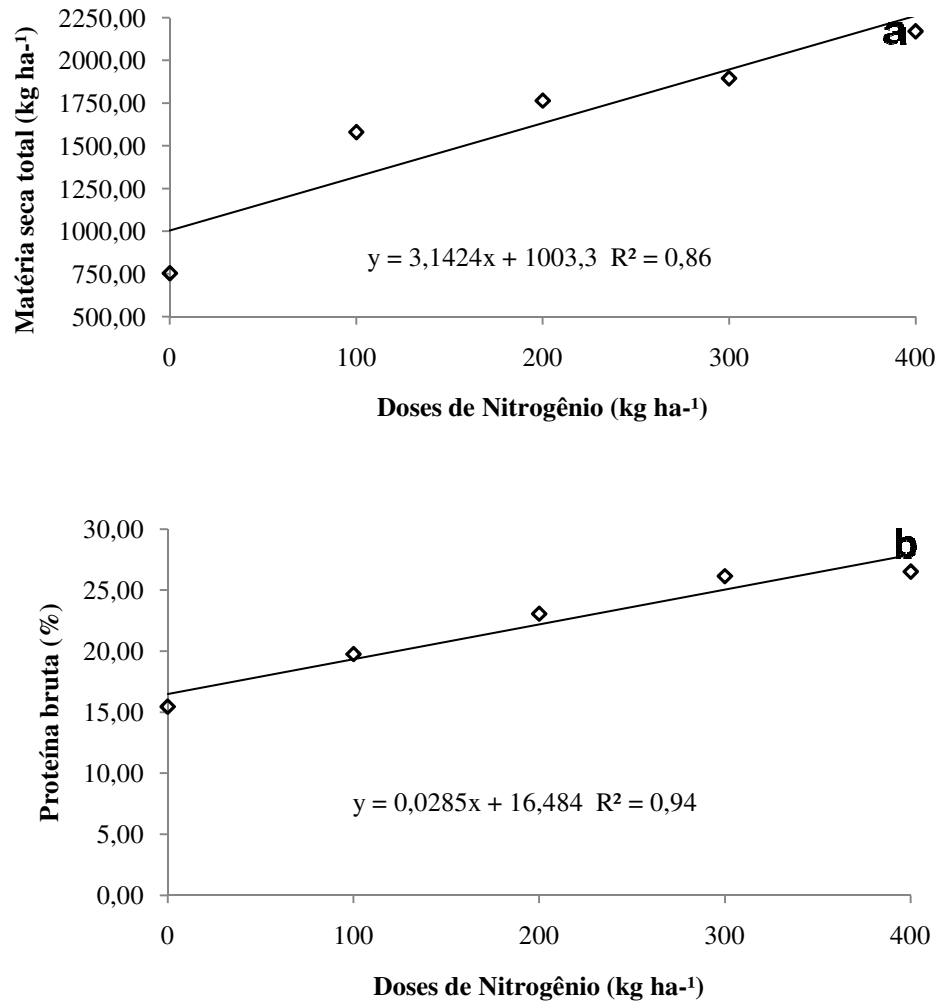 2250,00
2000,00
1750,00
1500,00
1250,00
1000,00
750,00
500,00
Matéria seca total (kg ha-¹)
a
y = 3,1424x + 1003,3 R² = 0,86
0 100 200 300 400
Doses de Nitrogênio (kg ha-¹)
30,00
25,00
20,00
15,00
10,00
5,00
0,00
Proteína bruta (%)
b
y = 0,0285x + 16,484 R² = 0,94
0 100 200 300 400
Doses de Nitrogênio (kg ha-¹)